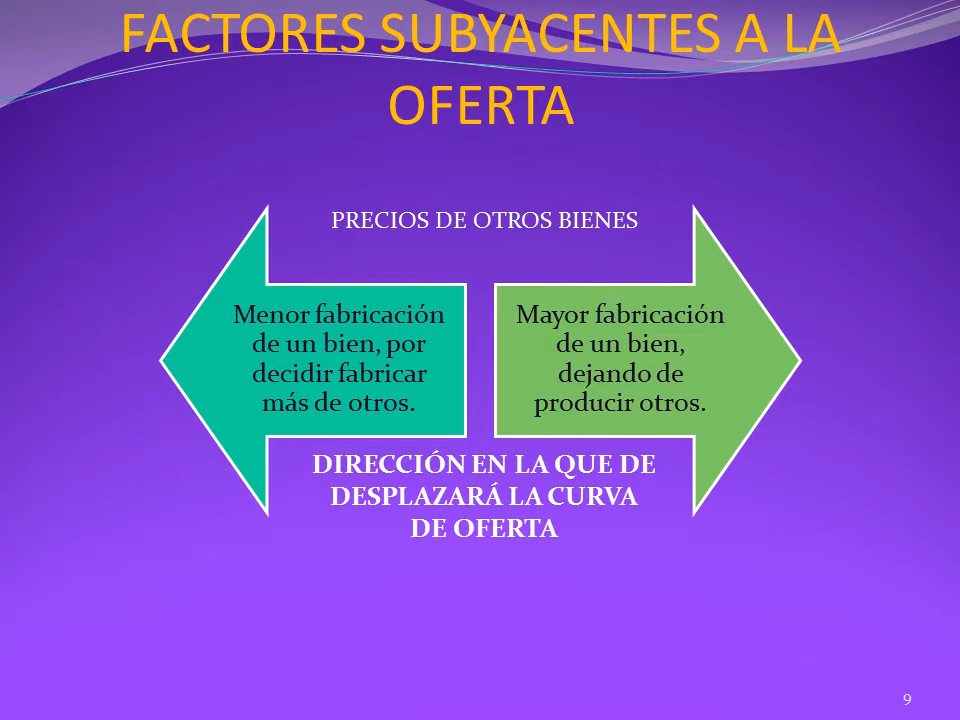 FACTORES SUBYACENTES A LA
OFERTA
PRECIOS DE OTROS BIENES
Menor fabricación
de un bien, por
decidir fabricar
más de otros.
Mayor fabricación
de un bien,
dejando de
producir otros.
DIRECCIÓN EN LA QUE DE
DESPLAZARÁ LA CURVA
DE OFERTA
9